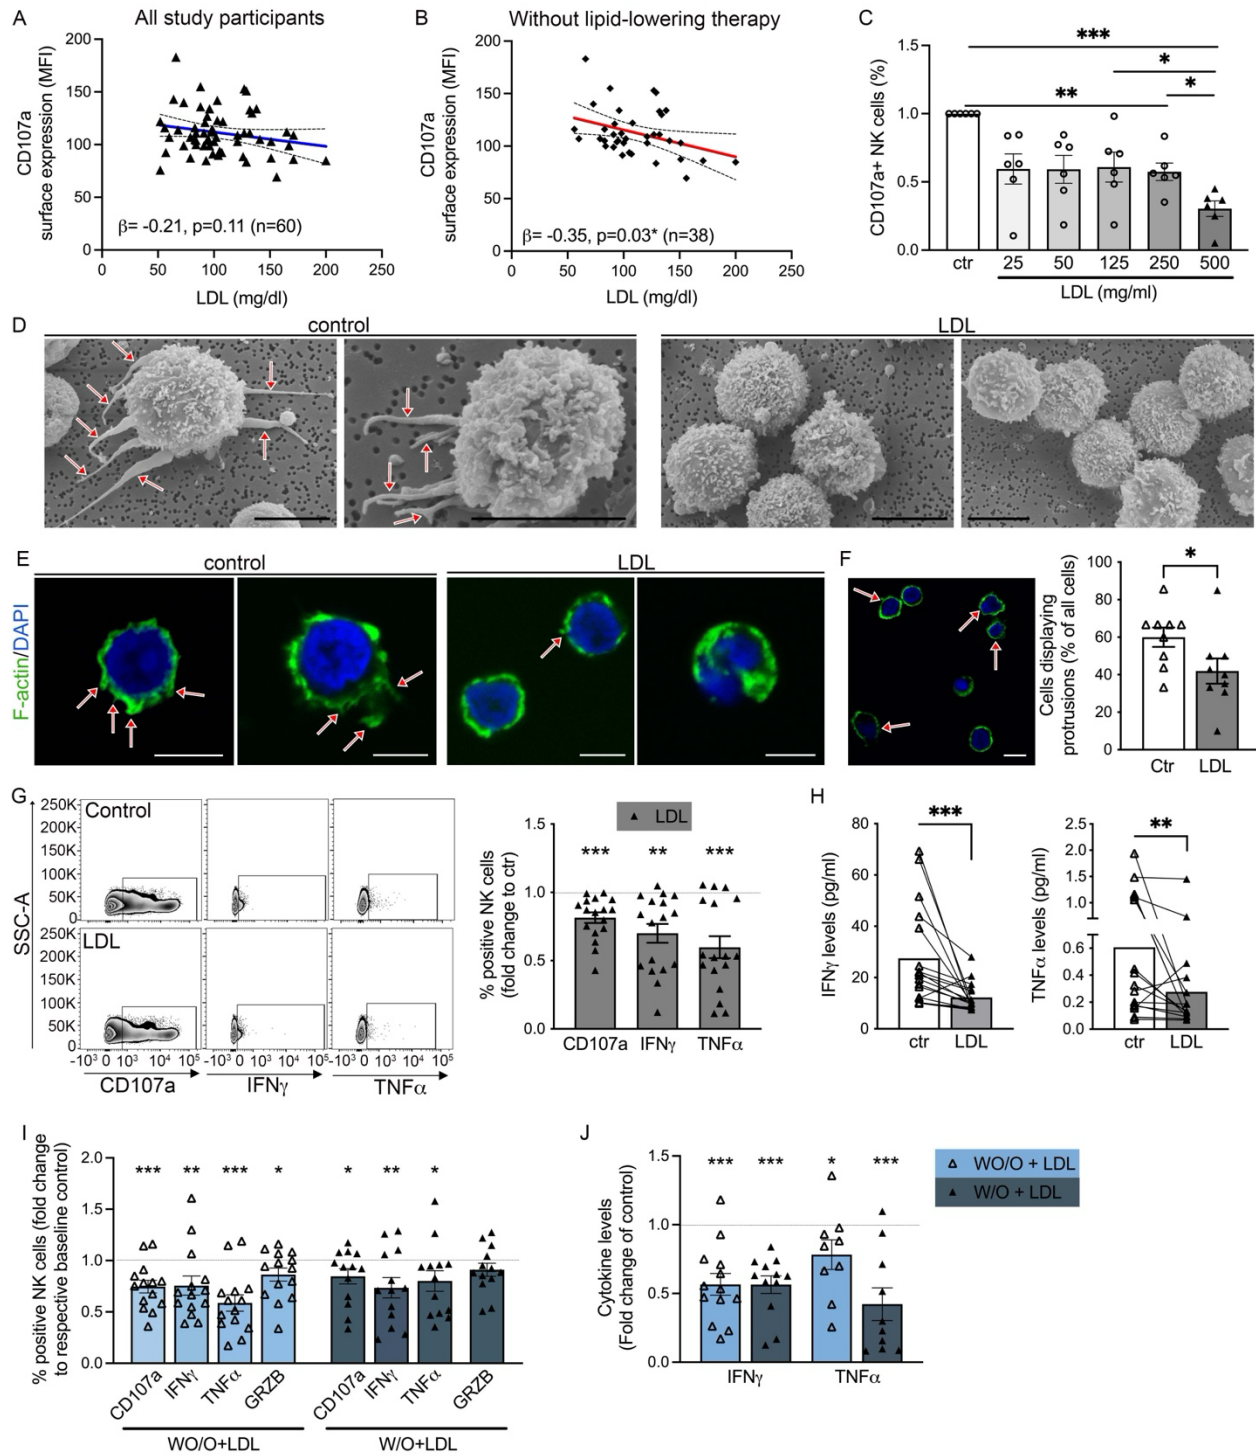 A
All study participants
CD107a
surface expression (MFI)
200
150
100
50
0
0 50 100 150 200 250
LDL (mg/dl)
β= -0.21, p=0.11 (n=60)
B
Without lipid-lowering therapy
CD107a
surface expression (MFI)
200
150
100
50
0
0 50 100 150 200 250
LDL (mg/dl)
β= -0.35, p=0.03* (n=38)
C
CD107a+ NK cells (%)
1.5
1.0
0.5
0.0
***
*
**
*
ctr 25 50 125 250 500
LDL (mg/ml)
D
control
LDL
E
F-actin/DAPI
control
LDL
F
Cells displaying
protrusions (% of all cells)
100
80
60
40
20
0
*
Ctr LDL
G
SSC-A
250K
200K
150K
100K
50K
0
Control
250K
200K
150K
100K
50K
0
LDL
-10³ 0 10³ 10⁴ 10⁵
-10³ 0 10³ 10⁴ 10⁵
-10³ 0 10³ 10⁴ 10⁵
CD107a
IFNγ
TNFα
% positive NK cells
(fold change to ctr)
1.5
1.0
0.5
0.0
LDL
*** ** ***
CD107a IFNγ TNFα
H
IFNγ levels (pg/ml)
80
60
40
20
0
***
ctr LDL
TNFα levels (pg/ml)
2.5
2.0
1.5
1.0
0.6
0.4
0.2
0.0
**
ctr LDL
I
% positive NK cells (fold change
to respective baseline control)
2.0
1.5
1.0
0.5
0.0
*** ** *** * * ** *
CD107a IFNγ TNFα GRZB CD107a IFNγ TNFα GRZB
WO/O+LDL W/O+LDL
J
Cytokine levels
(Fold change of control)
1.5
1.0
0.5
0.0
*** *** * ***
IFNγ TNFα
WO/O + LDL
W/O + LDL